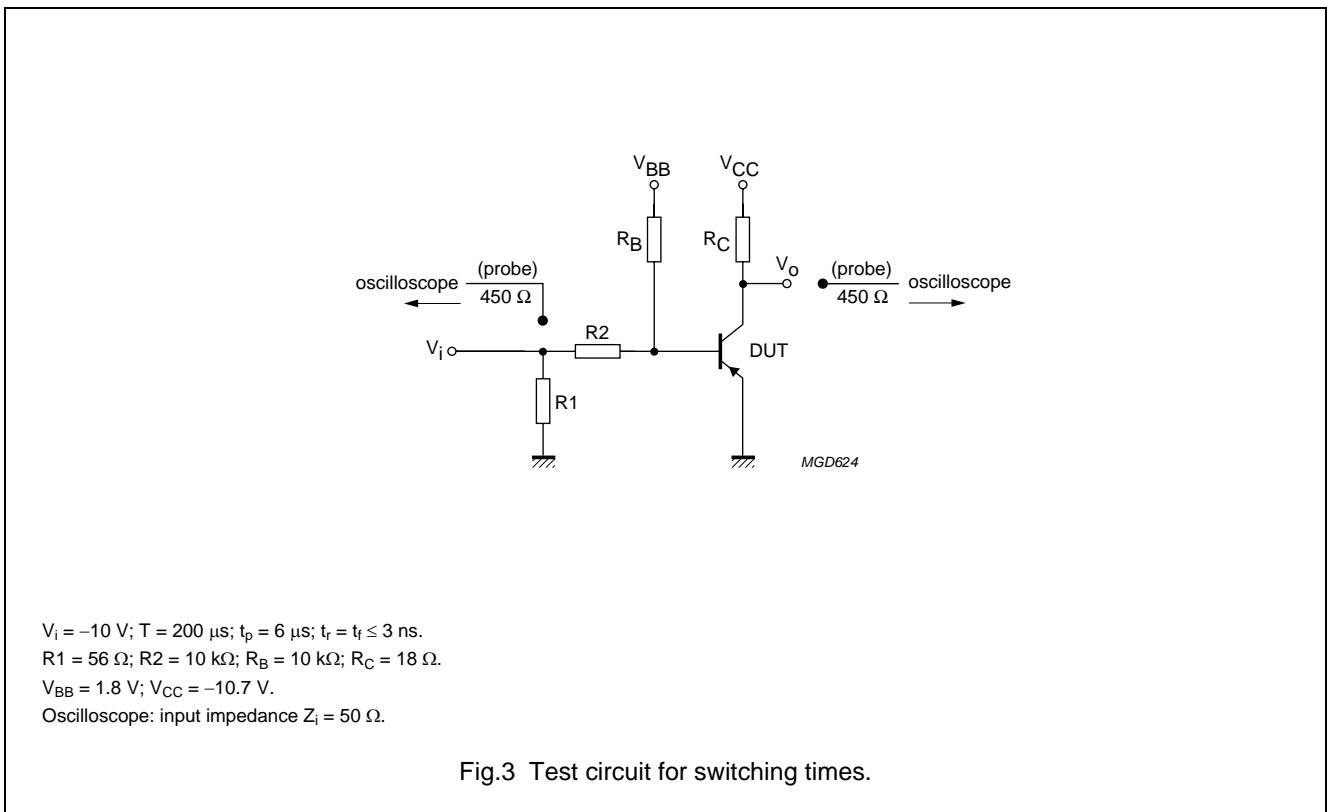 V_BB
V_CC
R_B
R_C
V_o
(probe)
oscilloscope
450 Ω
(probe)
oscilloscope
450 Ω
R2
V_i
DUT
R1
MGD624
V_i = −10 V; T = 200 μs; t_p = 6 μs; t_r = t_f ≤ 3 ns.
R1 = 56 Ω; R2 = 10 kΩ; R_B = 10 kΩ; R_C = 18 Ω.
V_BB = 1.8 V; V_CC = −10.7 V.
Oscilloscope: input impedance Z_i = 50 Ω.
Fig.3 Test circuit for switching times.